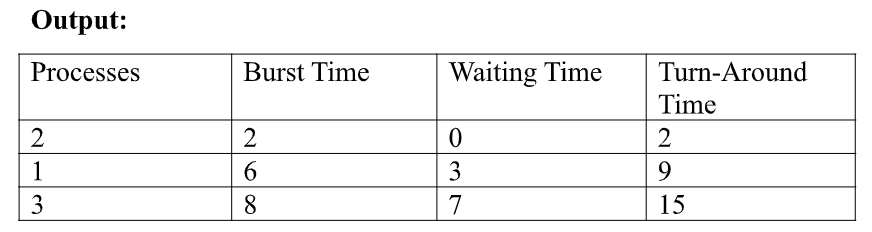 Output:
Processes Burst Time Waiting Time Turn-Around
Time
2 2 0 2
1 6 3 9
3 8 7 15